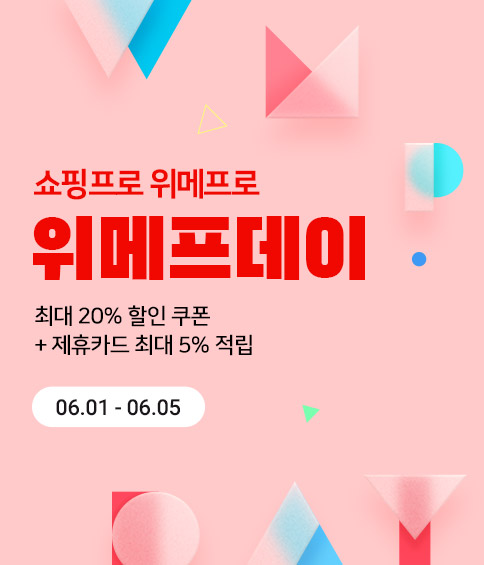 쇼핑프로 위메프로
위메프데이
최대 20% 할인 쿠폰
+ 제휴카드 최대 5% 적립
06.01 - 06.05